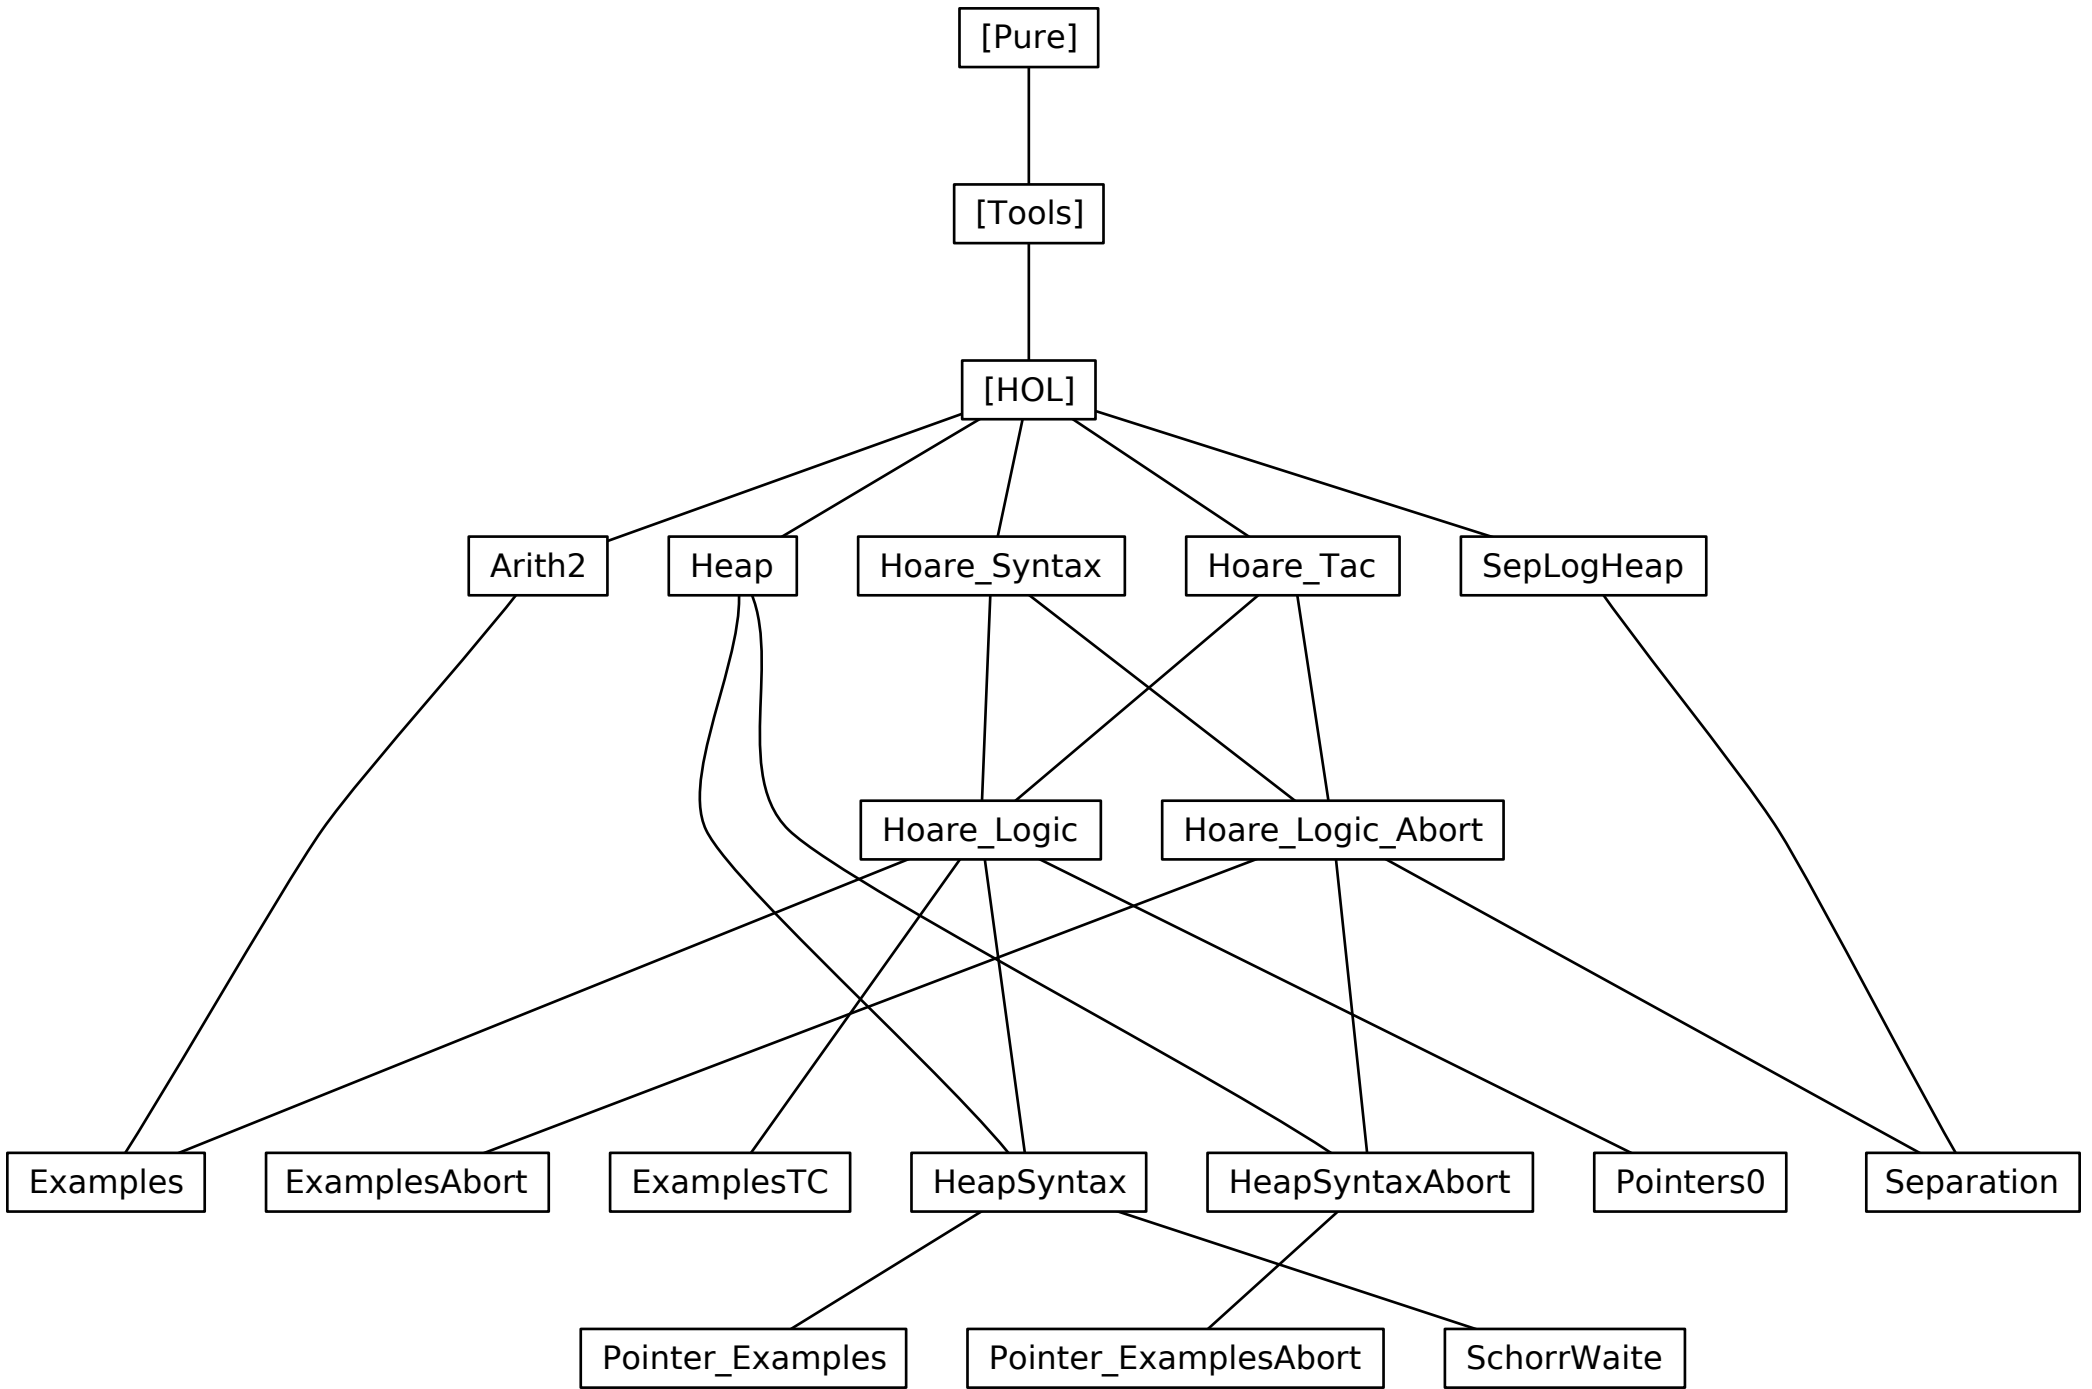 [Pure]
[Tools]
[HOL]
Arith2
Heap
Hoare_Syntax
Hoare_Tac
SepLogHeap
Hoare_Logic
Hoare_Logic_Abort
Examples
ExamplesAbort
ExamplesTC
HeapSyntax
HeapSyntaxAbort
Pointers0
Separation
Pointer_Examples
Pointer_ExamplesAbort
SchorrWaite